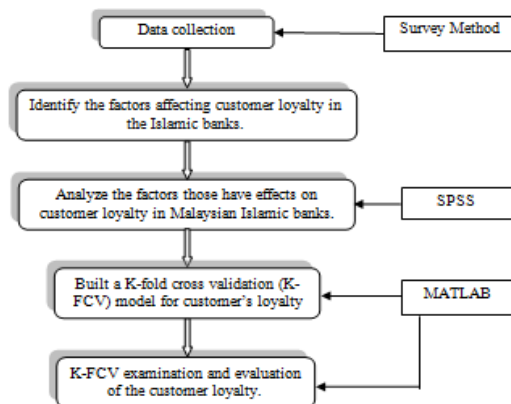 Data collection
Survey Method
Identify the factors affecting customer loyalty in
the Islamic banks.
Analyze the factors those have effects on
customer loyalty in Malaysian Islamic banks.
SPSS
Built a K-fold cross validation (K-
FCV) model for customer's loyalty
MATLAB
K-FCV examination and evaluation
of the customer loyalty.